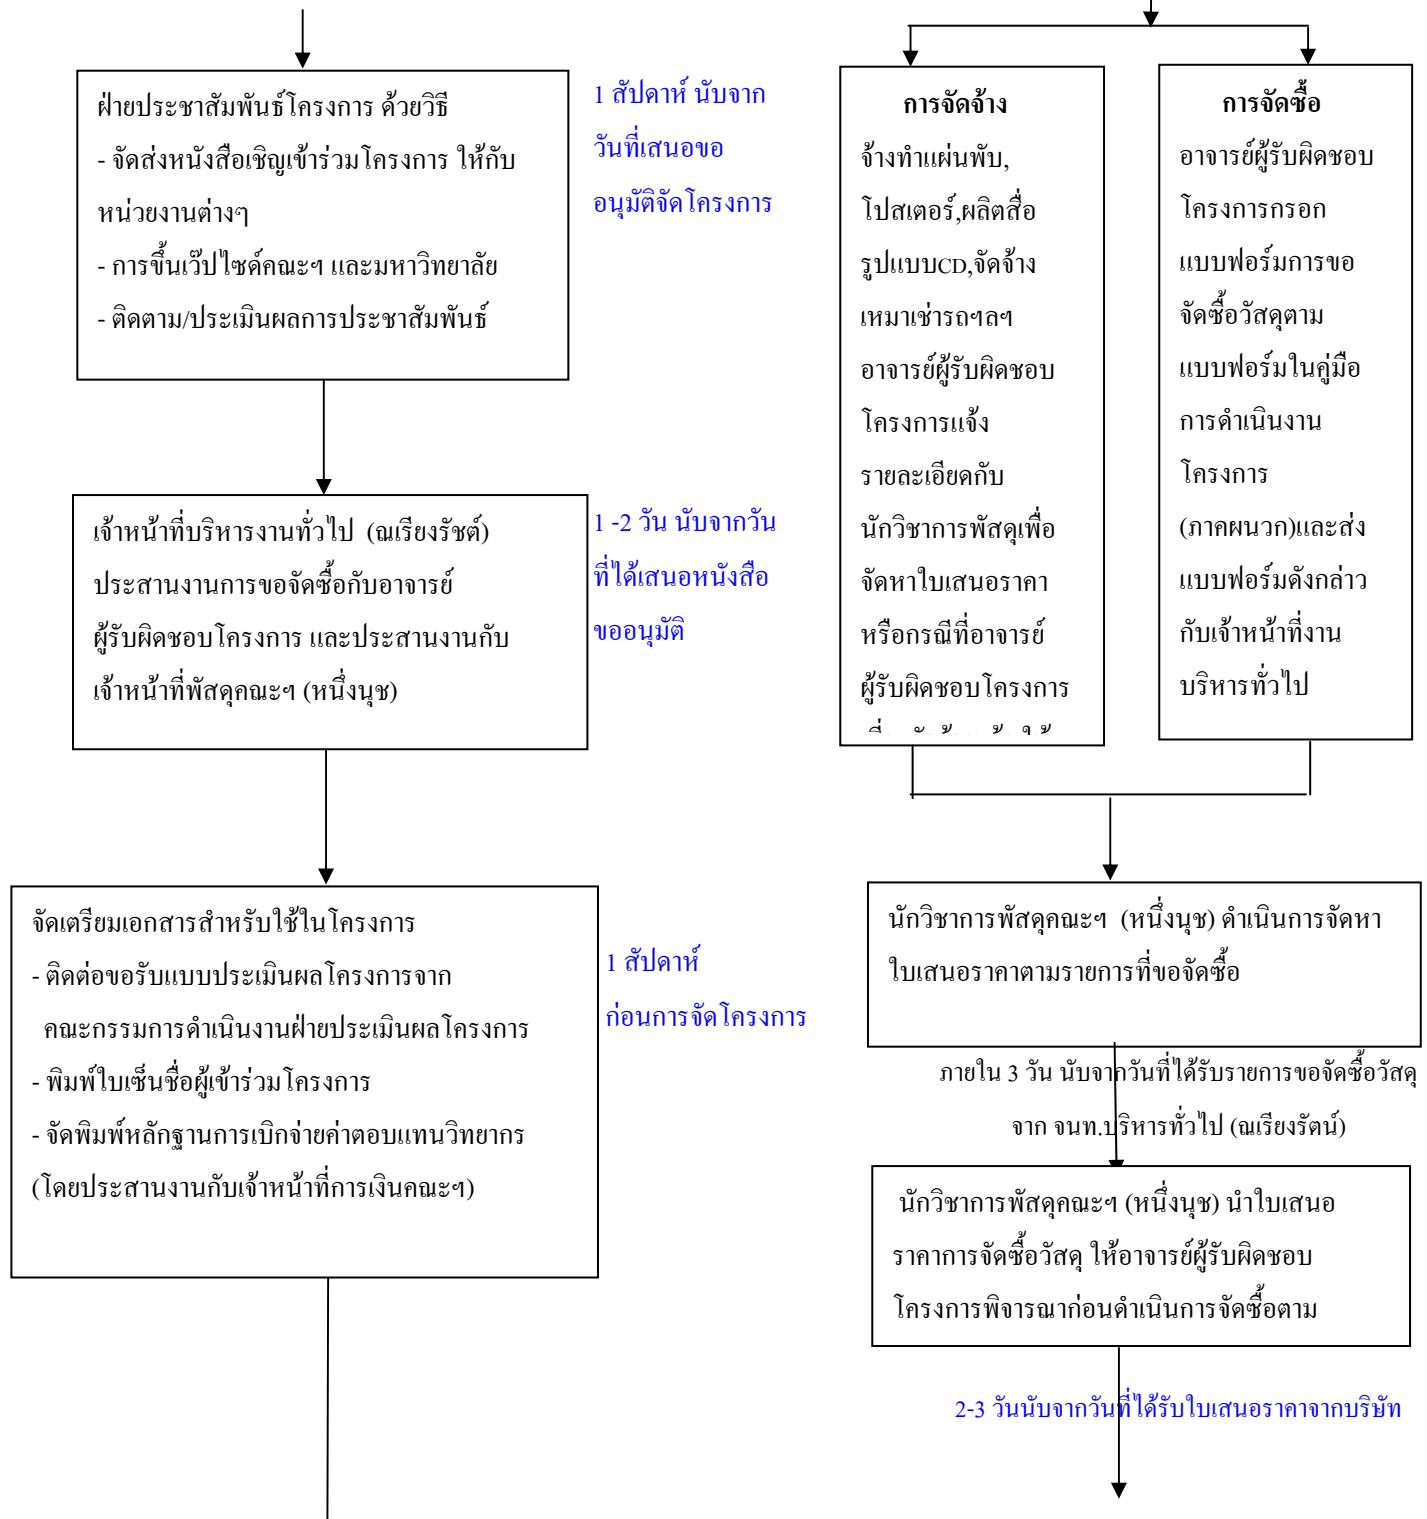 ฝ่ายประชาสัมพันธ์โครงการ ด้วยวิธี
- จัดส่งหนังสือเชิญเข้าร่วมโครงการ ให้กับ
หน่วยงานต่างๆ
- การขึ้นเว๊ปไซด์คณะฯ และมหาวิทยาลัย
- ติดตาม/ประเมินผลการประชาสัมพันธ์
1 สัปดาห์ นับจาก
วันที่เสนอขอ
อนุมัติจัดโครงการ
เจ้าหน้าที่บริหารงานทั่วไป (ณเรียงรัชต์)
ประสานงานการขอจัดซื้อกับอาจารย์
ผู้รับผิดชอบโครงการ และประสานงานกับ
เจ้าหน้าที่พัสดุคณะฯ (หนึ่งนุช)
1 -2 วัน นับจากวัน
ที่ได้เสนอหนังสือ
ขออนุมัติ
จัดเตรียมเอกสารสำหรับใช้ในโครงการ
- ติดต่อขอรับแบบประเมินผลโครงการจาก
คณะกรรมการดำเนินงานฝ่ายประเมินผลโครงการ
- พิมพ์ใบเซ็นชื่อผู้เข้าร่วมโครงการ
- จัดพิมพ์หลักฐานการเบิกจ่ายค่าตอบแทนวิทยากร
(โดยประสานงานกับเจ้าหน้าที่การเงินคณะฯ)
1 สัปดาห์
ก่อนการจัดโครงการ
การจัดจ้าง
จ้างทำแผ่นพับ,
โปสเตอร์,ผลิตสื่อ
รูปแบบCD,จัดจ้าง
เหมาเช่ารถฯลฯ
อาจารย์ผู้รับผิดชอบ
โครงการแจ้ง
รายละเอียดกับ
นักวิชาการพัสดุเพื่อ
จัดหาใบเสนอราคา
หรือกรณีที่อาจารย์
ผู้รับผิดชอบโครงการ
การจัดซื้อ
อาจารย์ผู้รับผิดชอบ
โครงการกรอก
แบบฟอร์มการขอ
จัดซื้อวัสดุตาม
แบบฟอร์มในคู่มือ
การดำเนินงาน
โครงการ
(ภาคผนวก)และส่ง
แบบฟอร์มดังกล่าว
กับเจ้าหน้าที่งาน
บริหารทั่วไป
นักวิชาการพัสดุคณะฯ (หนึ่งนุช) ดำเนินการจัดหา
ใบเสนอราคาตามรายการที่ขอจัดซื้อ
ภายใน 3 วัน นับจากวันที่ได้รับรายการขอจัดซื้อวัสดุ
จาก จนท.บริหารทั่วไป (ณเรียงรัตน์)
นักวิชาการพัสดุคณะฯ (หนึ่งนุช) นำใบเสนอ
ราคาการจัดซื้อวัสดุ ให้อาจารย์ผู้รับผิดชอบ
โครงการพิจารณาก่อนดำเนินการจัดซื้อตาม
2-3 วันนับจากวันที่ได้รับใบเสนอราคาจากบริษัท